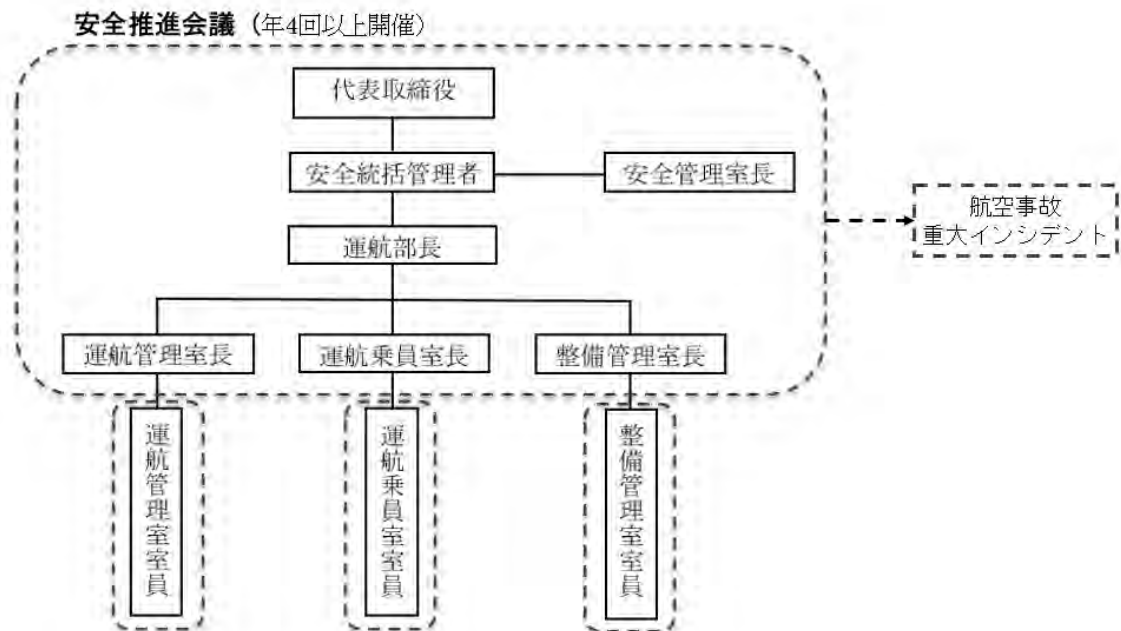 安全推進会議（年4回以上開催）
代表取締役
安全統括管理者
安全管理室長
航空事故
重大インシデント
運航部長
運航管理室長
運航乗員室長
整備管理室長
運航管理室室員
運航乗員室室員
整備管理室室員